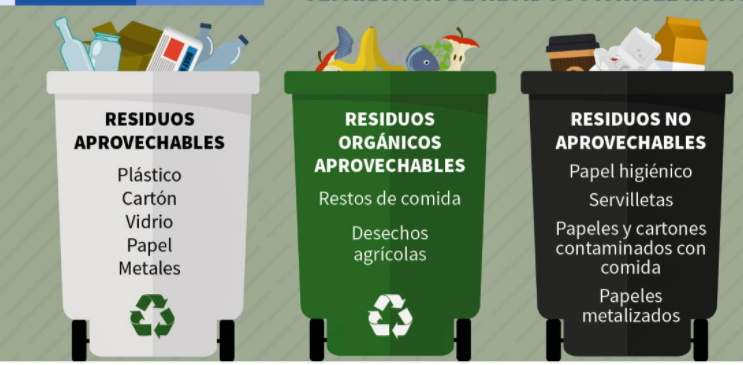 RESIDUOS
APROVECHABLES
Plástico
Cartón
Vidrio
Papel
Metales
RESIDUOS
ORGÁNICOS
APROVECHABLES
Restos de comida
Desechos
agrícolas
RESIDUOS NO
APROVECHABLES
Papel higiénico
Servilletas
Papeles y cartones
contaminados con
comida
Papeles
metalizados